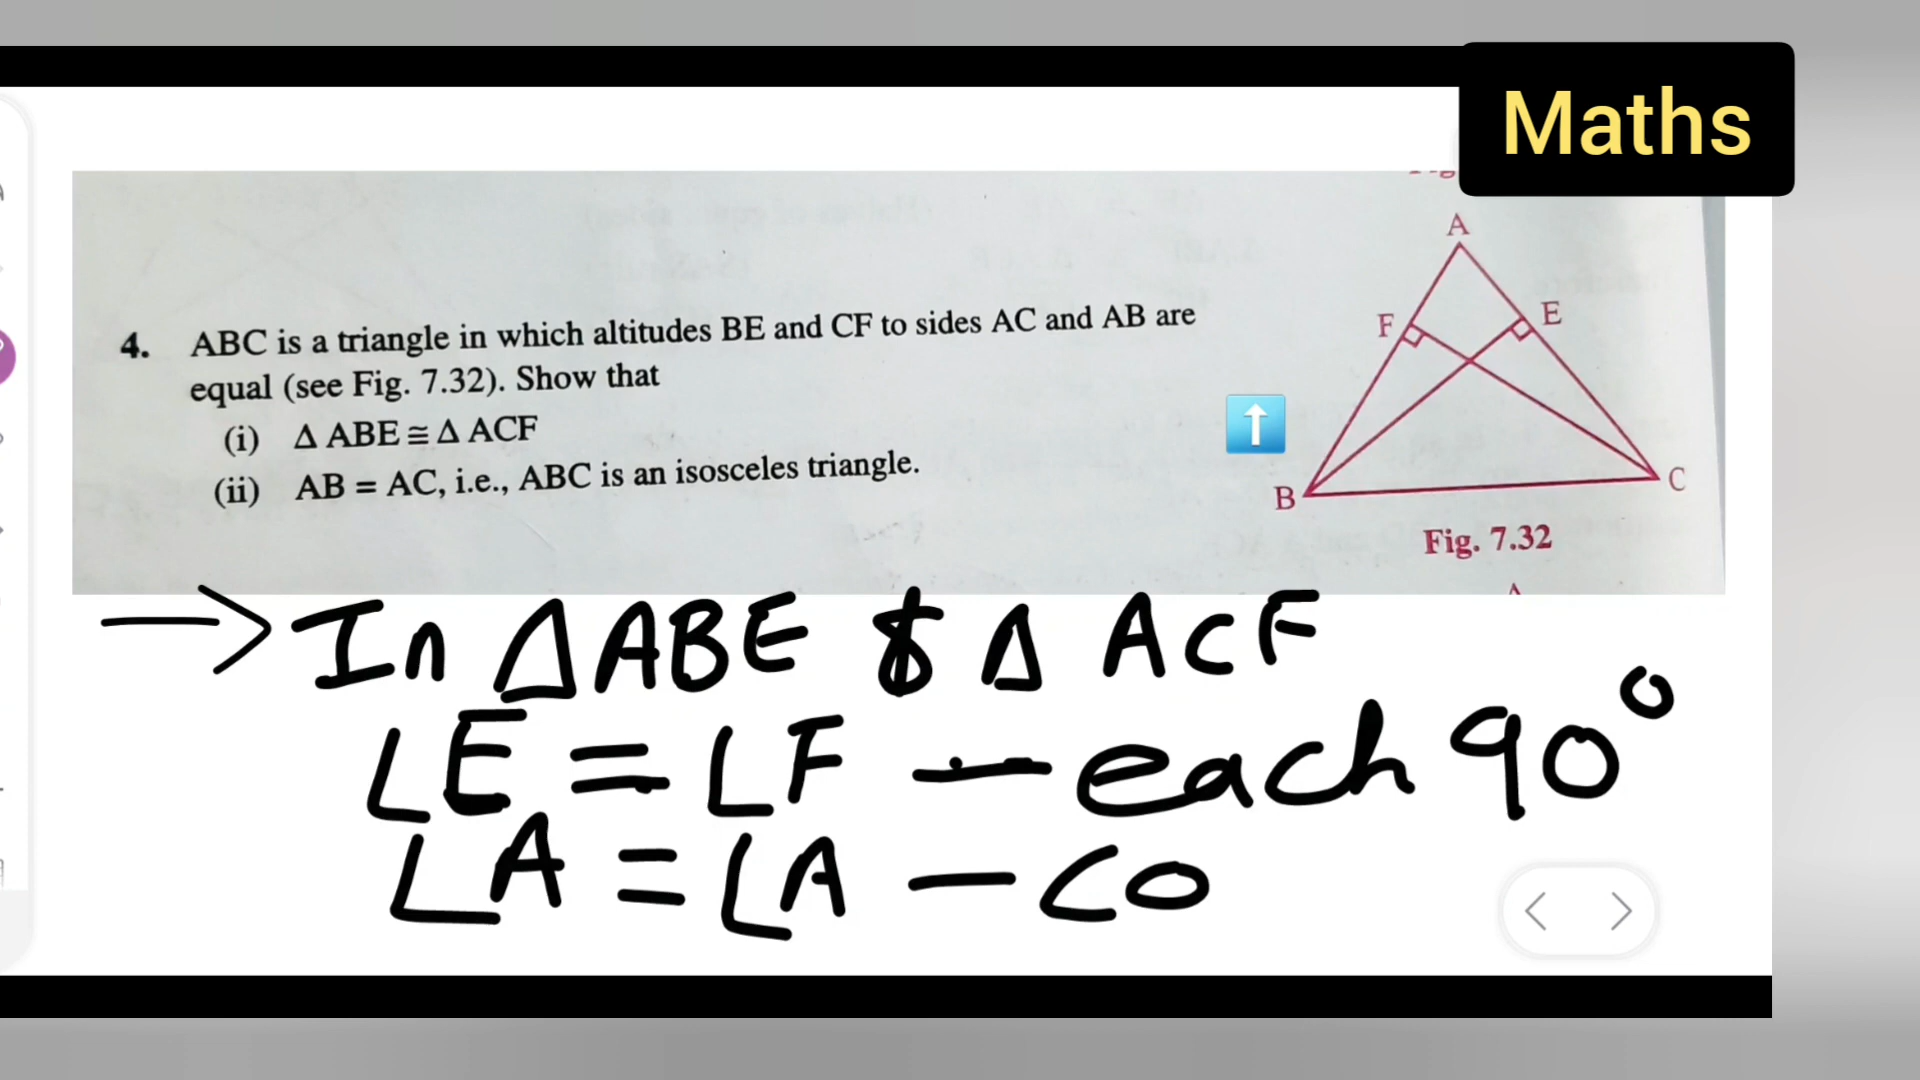 Maths
A
F
E
4. ABC is a triangle in which altitudes BE and CF to sides AC and AB are
equal (see Fig. 7.32). Show that
(i) Δ ABE ≅ Δ ACF
(ii) AB = AC, i.e., ABC is an isosceles triangle.
B
C
Fig. 7.32
A
→ In Δ ABE $ Δ ACF
∠E = ∠F — each 90°
∠A = ∠A — CO